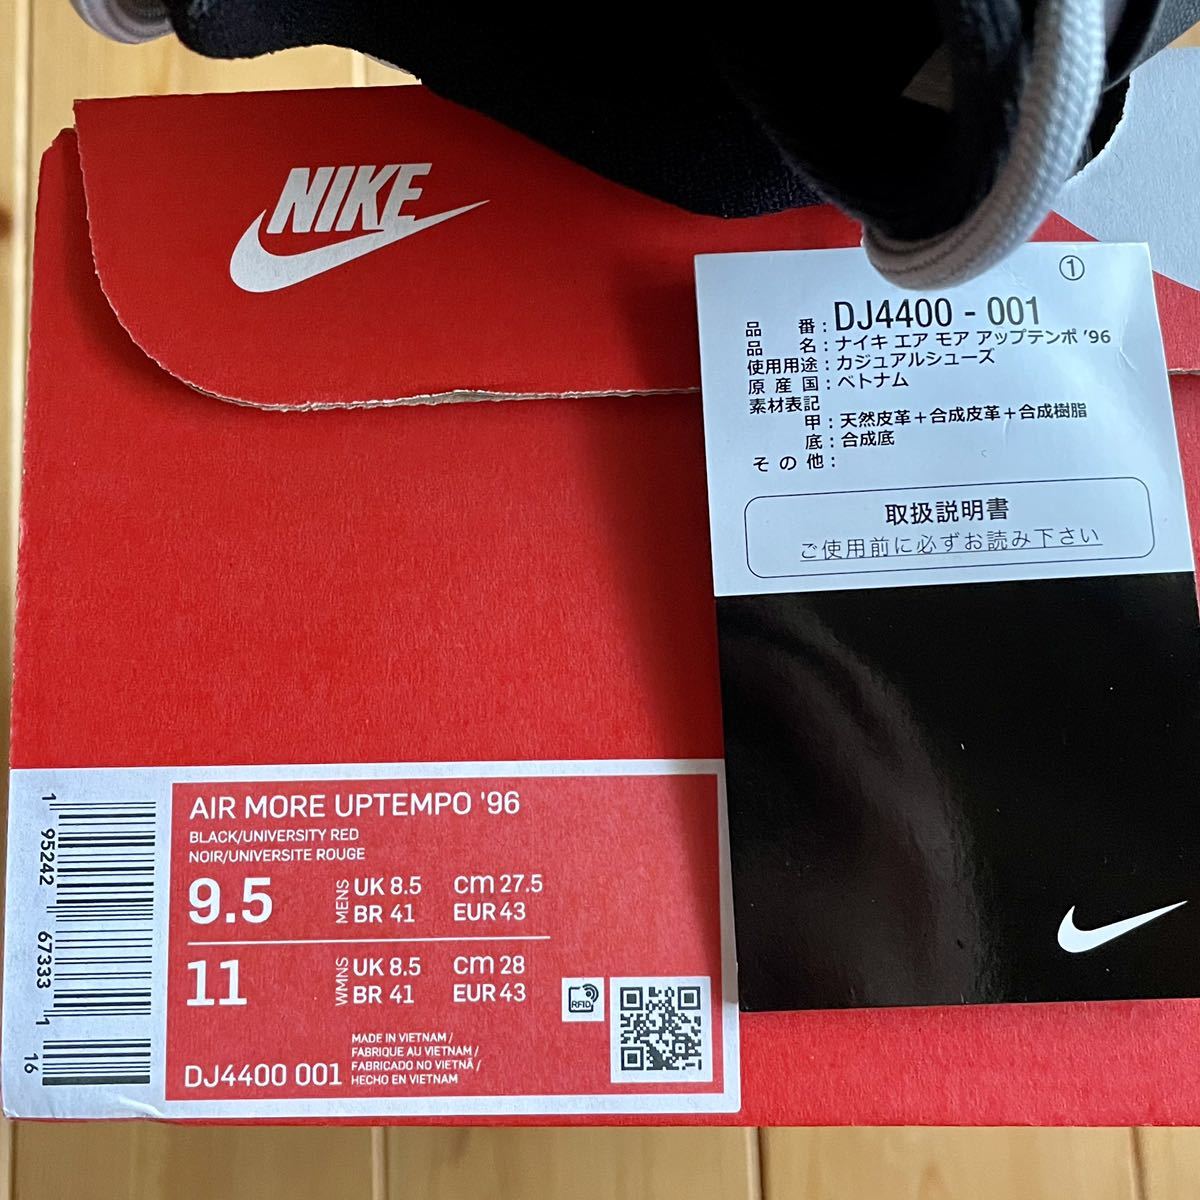 NIKE
①
品 番：DJ4400 - 001
品 名：ナイキ エア モア アップテンポ ’96
使用用途：カジュアルシューズ
原 産 国：ベトナム
素材表記
甲：天然皮革＋合成皮革＋合成樹脂
底：合成底
そ の 他：
取扱説明書
ご使用前に必ずお読み下さい
1 95242 67333 1 16
AIR MORE UPTEMPO '96
BLACK/UNIVERSITY RED
NOIR/UNIVERSITE ROUGE
9.5 MENS UK 8.5 cm 27.5
BR 41 EUR 43
11 WMNS UK 8.5 cm 28
BR 41 EUR 43
RFID
DJ4400 001
MADE IN VIETNAM /
FABRIQUE AU VIETNAM /
FABRICADO NO VIETNÃ /
HECHO EN VIETNAM